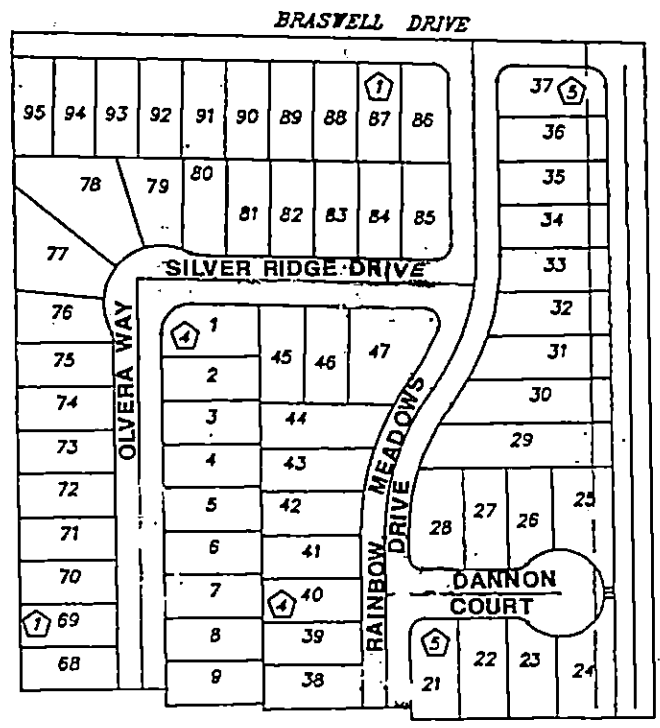 BRASWELL DRIVE
37 5
95 94 93 92 91 90 89 88 1 87 86
36
78 79 80 35
81 82 83 84 85 34
77 33
SILVER RIDGE DRIVE
76 32
4 1
45 46 47
75 31
2
74 30
OLVERA WAY
3 44
MEADOWS
73 29
4 43
72
5 42
28 27 26 25
71
6 41
RAINBOW
DRIVE
70
7 4 40
DANNON
COURT
1 69
8 39
5
68
9 38
21 22 23 24